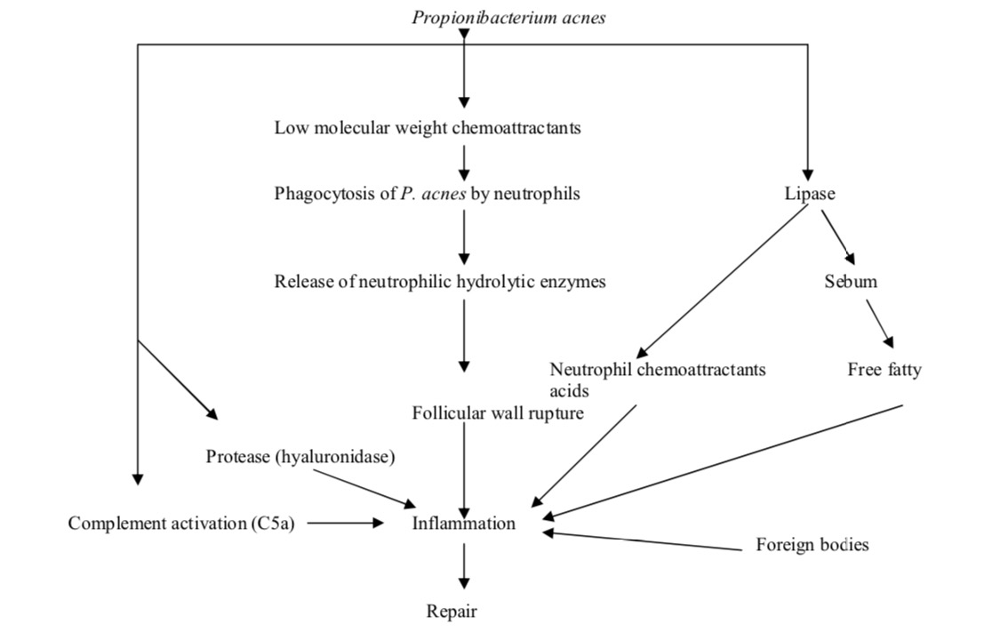 Propionibacterium acnes
Low molecular weight chemoattractants
Phagocytosis of P. acnes by neutrophils
Lipase
Release of neutrophilic hydrolytic enzymes
Sebum
Neutrophil chemoattractants
Free fatty
acids
Follicular wall rupture
Protease (hyaluronidase)
Complement activation (C5a)
Inflammation
Foreign bodies
Repair